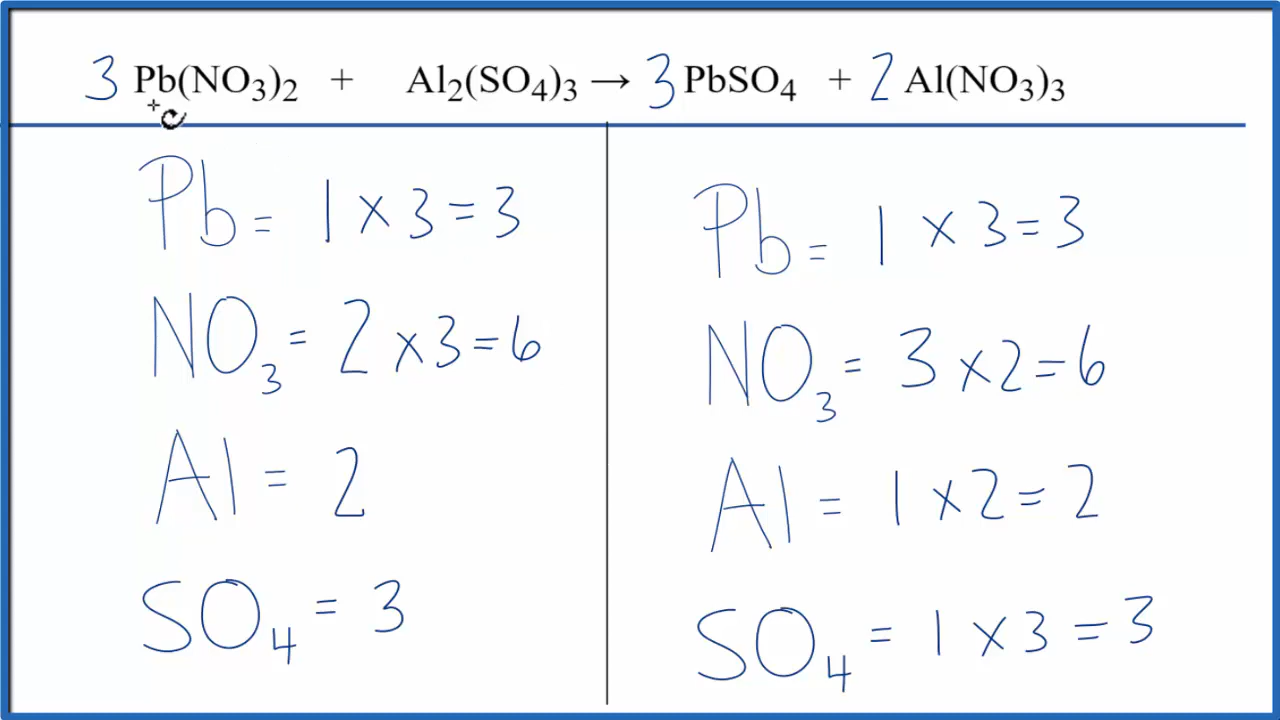 3 Pb(NO3)2 + Al2(SO4)3 → 3 PbSO4 + 2 Al(NO3)3
Pb = 1 x 3 = 3
NO3 = 2 x 3 = 6
Al = 2
SO4 = 3
Pb = 1 x 3 = 3
NO3 = 3 x 2 = 6
Al = 1 x 2 = 2
SO4 = 1 x 3 = 3